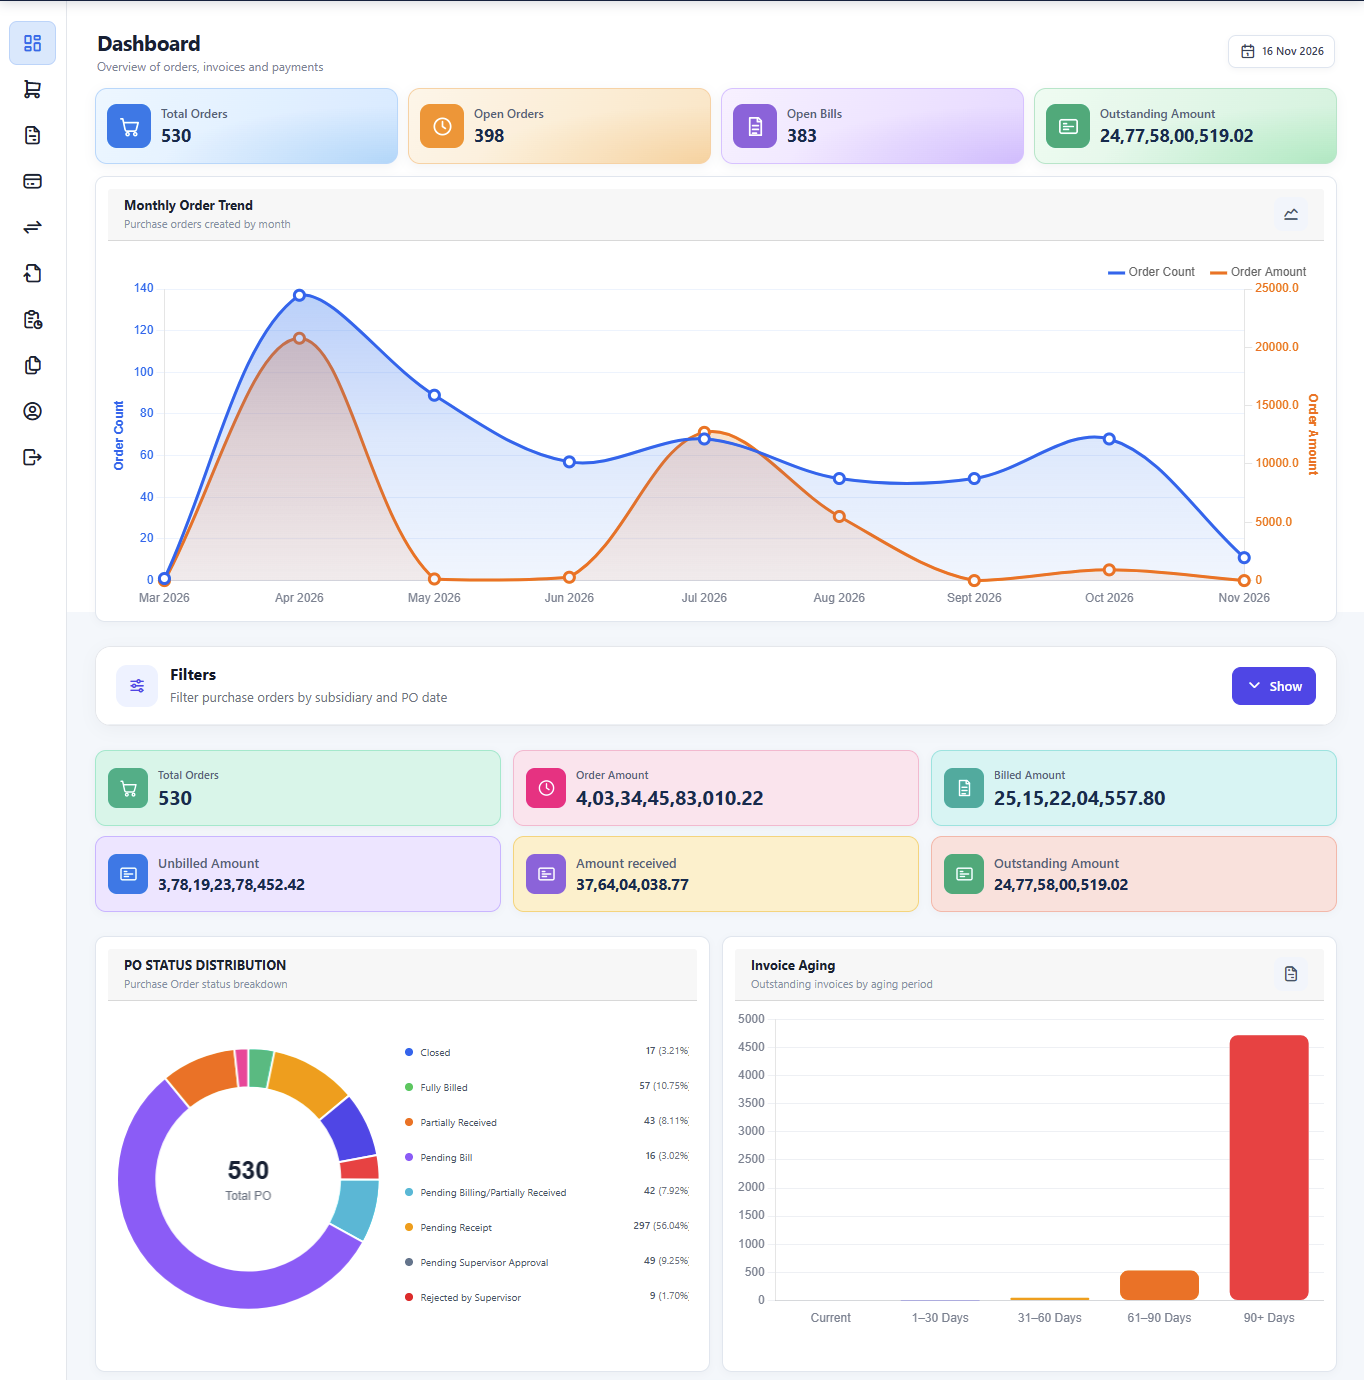 Dashboard
Overview of orders, invoices and payments
16 Nov 2026
Total Orders
530
Open Orders
398
Open Bills
383
Outstanding Amount
24,77,58,00,519.02
Monthly Order Trend
Purchase orders created by month
Order Count
Order Amount
140
120
100
80
60
40
20
0
Order Count
25000.0
20000.0
15000.0
10000.0
5000.0
0
Order Amount
Mar 2026
Apr 2026
May 2026
Jun 2026
Jul 2026
Aug 2026
Sept 2026
Oct 2026
Nov 2026
Filters
Filter purchase orders by subsidiary and PO date
Show
Total Orders
530
Order Amount
4,03,34,45,83,010.22
Billed Amount
25,15,22,04,557.80
Unbilled Amount
3,78,19,23,78,452.42
Amount received
37,64,04,038.77
Outstanding Amount
24,77,58,00,519.02
PO STATUS DISTRIBUTION
Purchase Order status breakdown
530
Total PO
Closed 17 (3.21%)
Fully Billed 57 (10.75%)
Partially Received 43 (8.11%)
Pending Bill 16 (3.02%)
Pending Billing/Partially Received 42 (7.92%)
Pending Receipt 297 (56.04%)
Pending Supervisor Approval 49 (9.25%)
Rejected by Supervisor 9 (1.70%)
Invoice Aging
Outstanding invoices by aging period
5000
4500
4000
3500
3000
2500
2000
1500
1000
500
0
Current
1–30 Days
31–60 Days
61–90 Days
90+ Days